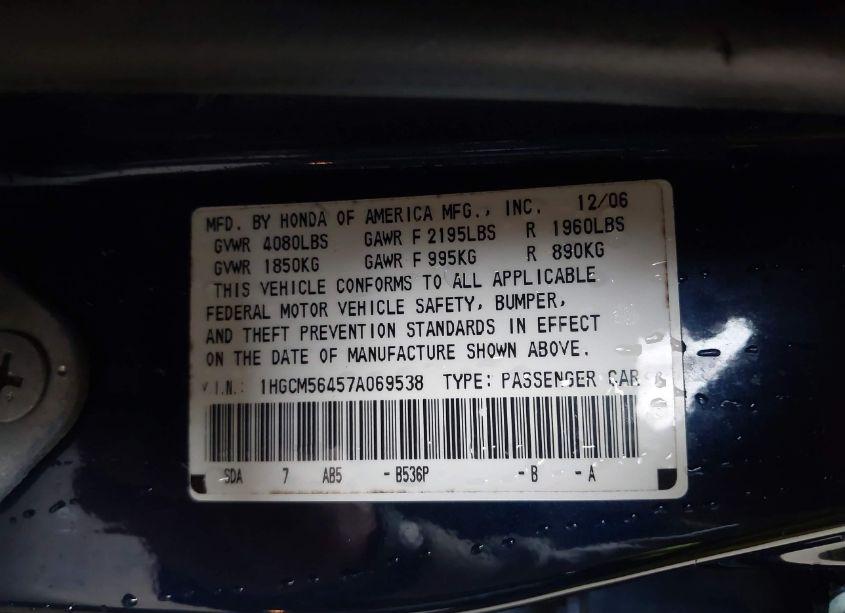 MFD. BY HONDA OF AMERICA MFG., INC. 12/06
GVWR 4080LBS GAWR F 2195LBS R 1960LBS
GVWR 1850KG GAWR F 995KG R 890KG
THIS VEHICLE CONFORMS TO ALL APPLICABLE
FEDERAL MOTOR VEHICLE SAFETY, BUMPER,
AND THEFT PREVENTION STANDARDS IN EFFECT
ON THE DATE OF MANUFACTURE SHOWN ABOVE.
V.I.N.: 1HGCM56457A069538 TYPE: PASSENGER CAR
SDA 7 AB5 - B536P - B - A